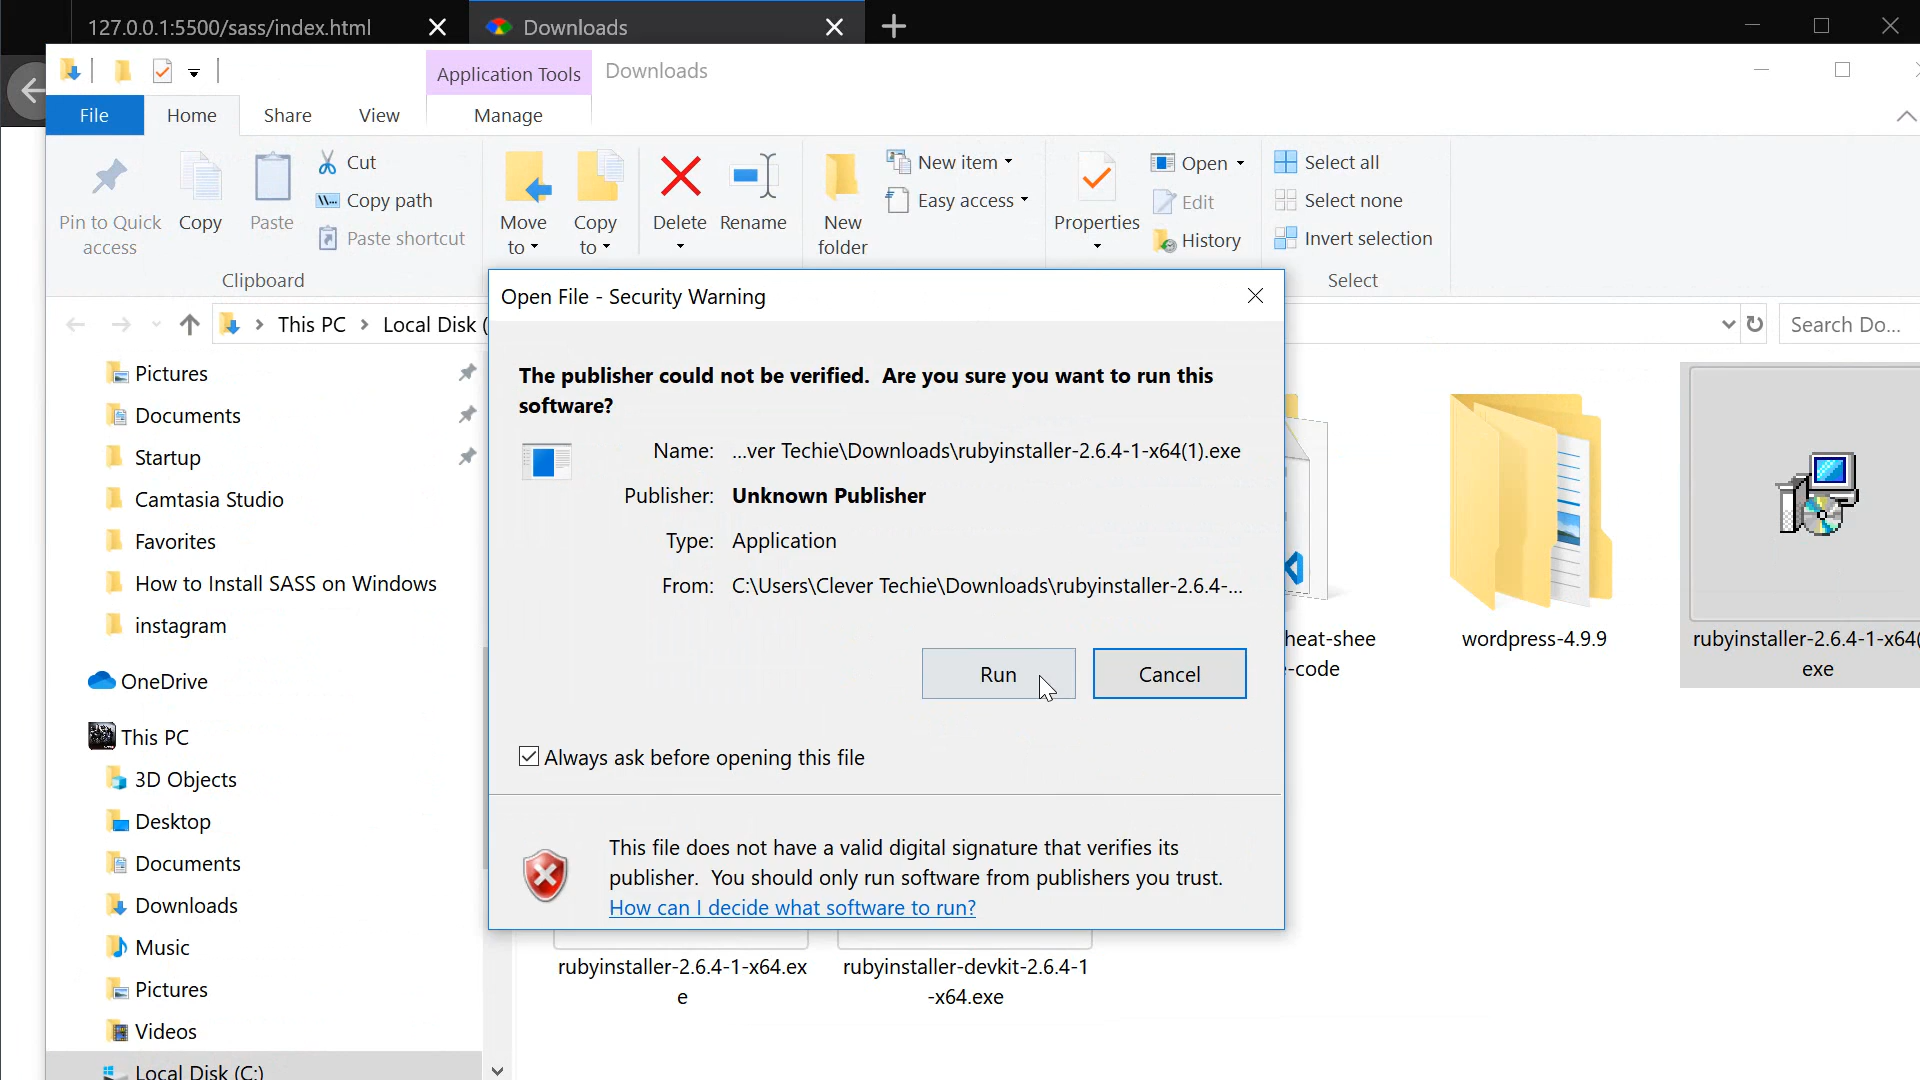 127.0.0.1:5500/sass/index.html
Downloads
Application Tools
Downloads
File
Home
Share
View
Manage
Pin to Quick
access
Copy
Paste
Cut
Copy path
Paste shortcut
Clipboard
Move
to
Copy
to
Delete
Rename
New
folder
New item
Easy access
Properties
Open
Edit
History
Select all
Select none
Invert selection
Select
This PC
Local Disk (
Search Do...
Pictures
Documents
Startup
Camtasia Studio
Favorites
How to Install SASS on Windows
instagram
OneDrive
This PC
3D Objects
Desktop
Documents
Downloads
Music
Pictures
Videos
Local Disk (C:)
Open File - Security Warning
The publisher could not be verified. Are you sure you want to run this
software?
Name: ...ver Techie\Downloads\rubyinstaller-2.6.4-1-x64(1).exe
Publisher: Unknown Publisher
Type: Application
From: C:\Users\Clever Techie\Downloads\rubyinstaller-2.6.4-...
Run
Cancel
Always ask before opening this file
This file does not have a valid digital signature that verifies its
publisher. You should only run software from publishers you trust.
How can I decide what software to run?
heat-shee
-code
wordpress-4.9.9
rubyinstaller-2.6.4-1-x64(
exe
rubyinstaller-2.6.4-1-x64.ex
e
rubyinstaller-devkit-2.6.4-1
-x64.exe